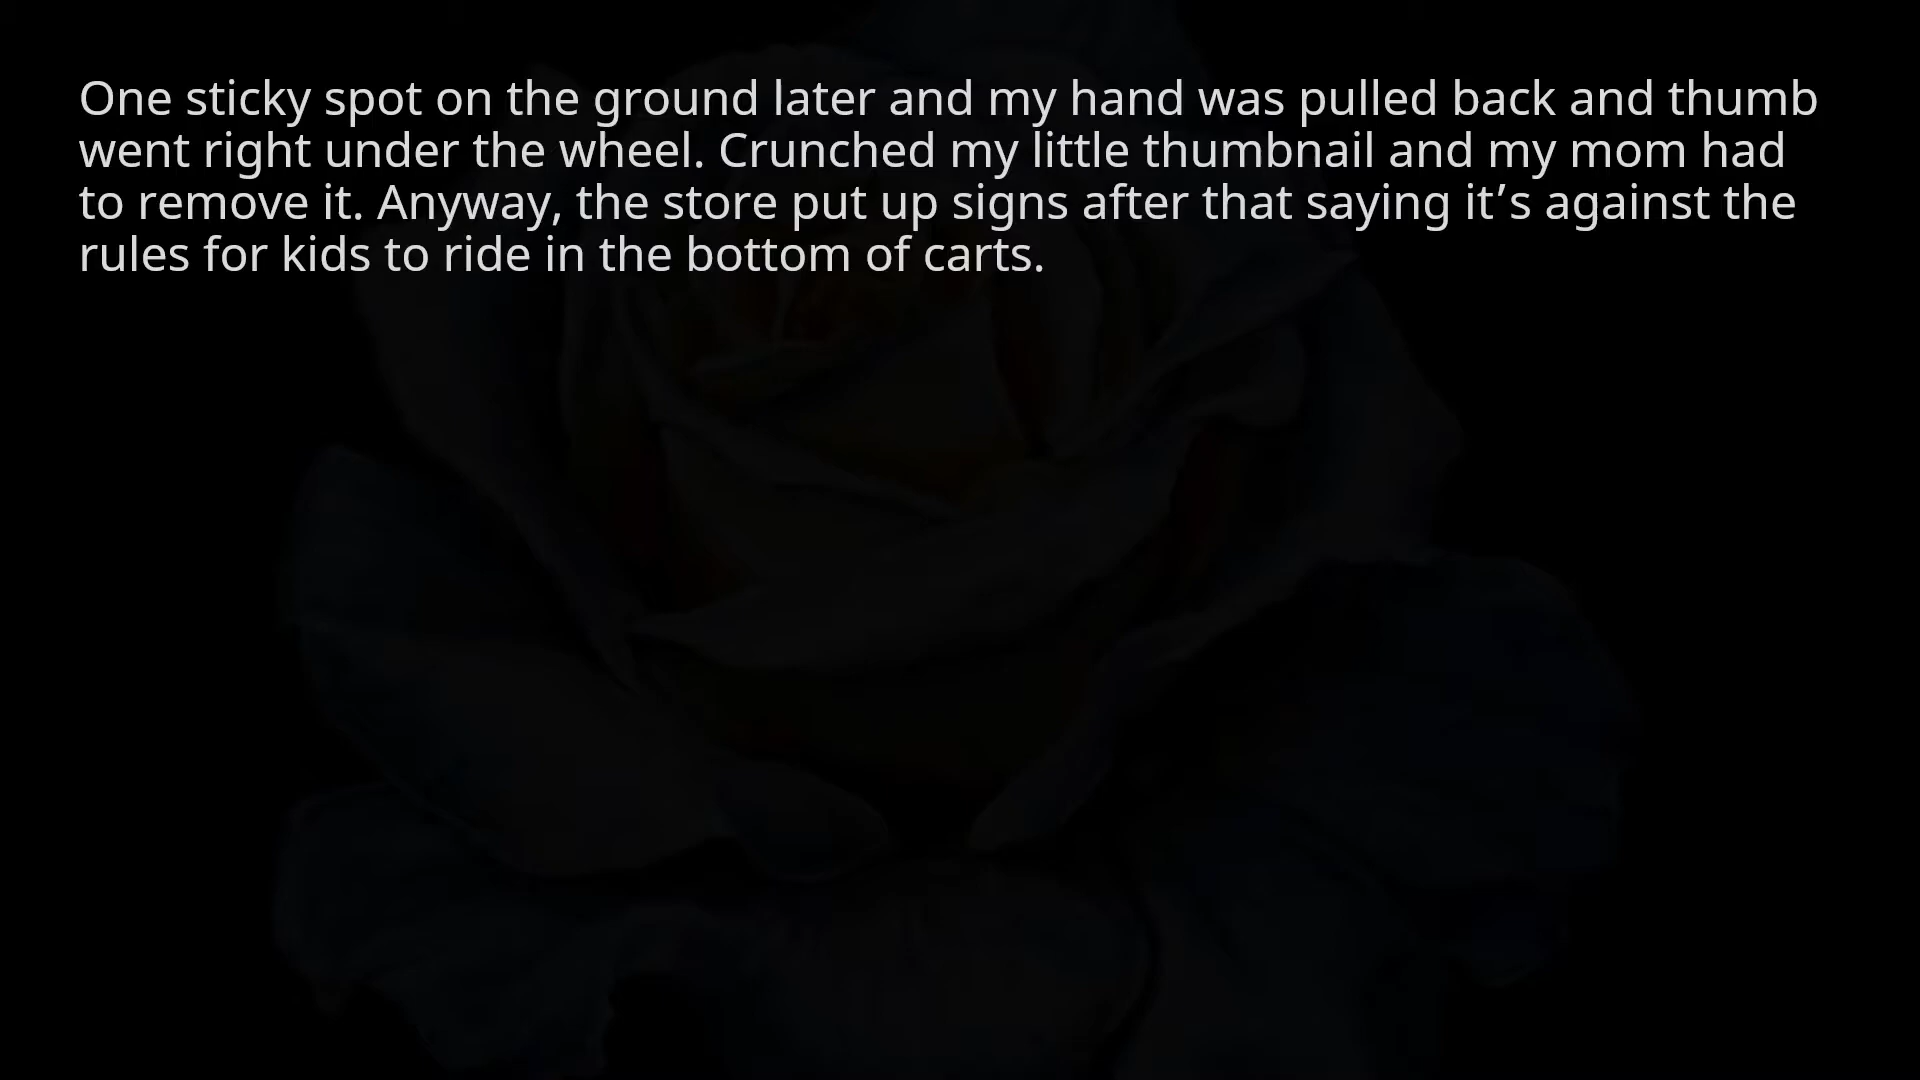 One sticky spot on the ground later and my hand was pulled back and thumb
went right under the wheel. Crunched my little thumbnail and my mom had
to remove it. Anyway, the store put up signs after that saying it’s against the
rules for kids to ride in the bottom of carts.